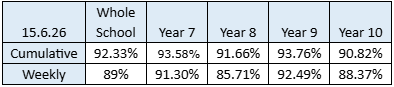 15.6.26 Whole School Year 7 Year 8 Year 9 Year 10
Cumulative 92.33% 93.58% 91.66% 93.76% 90.82%
Weekly 89% 91.30% 85.71% 92.49% 88.37%